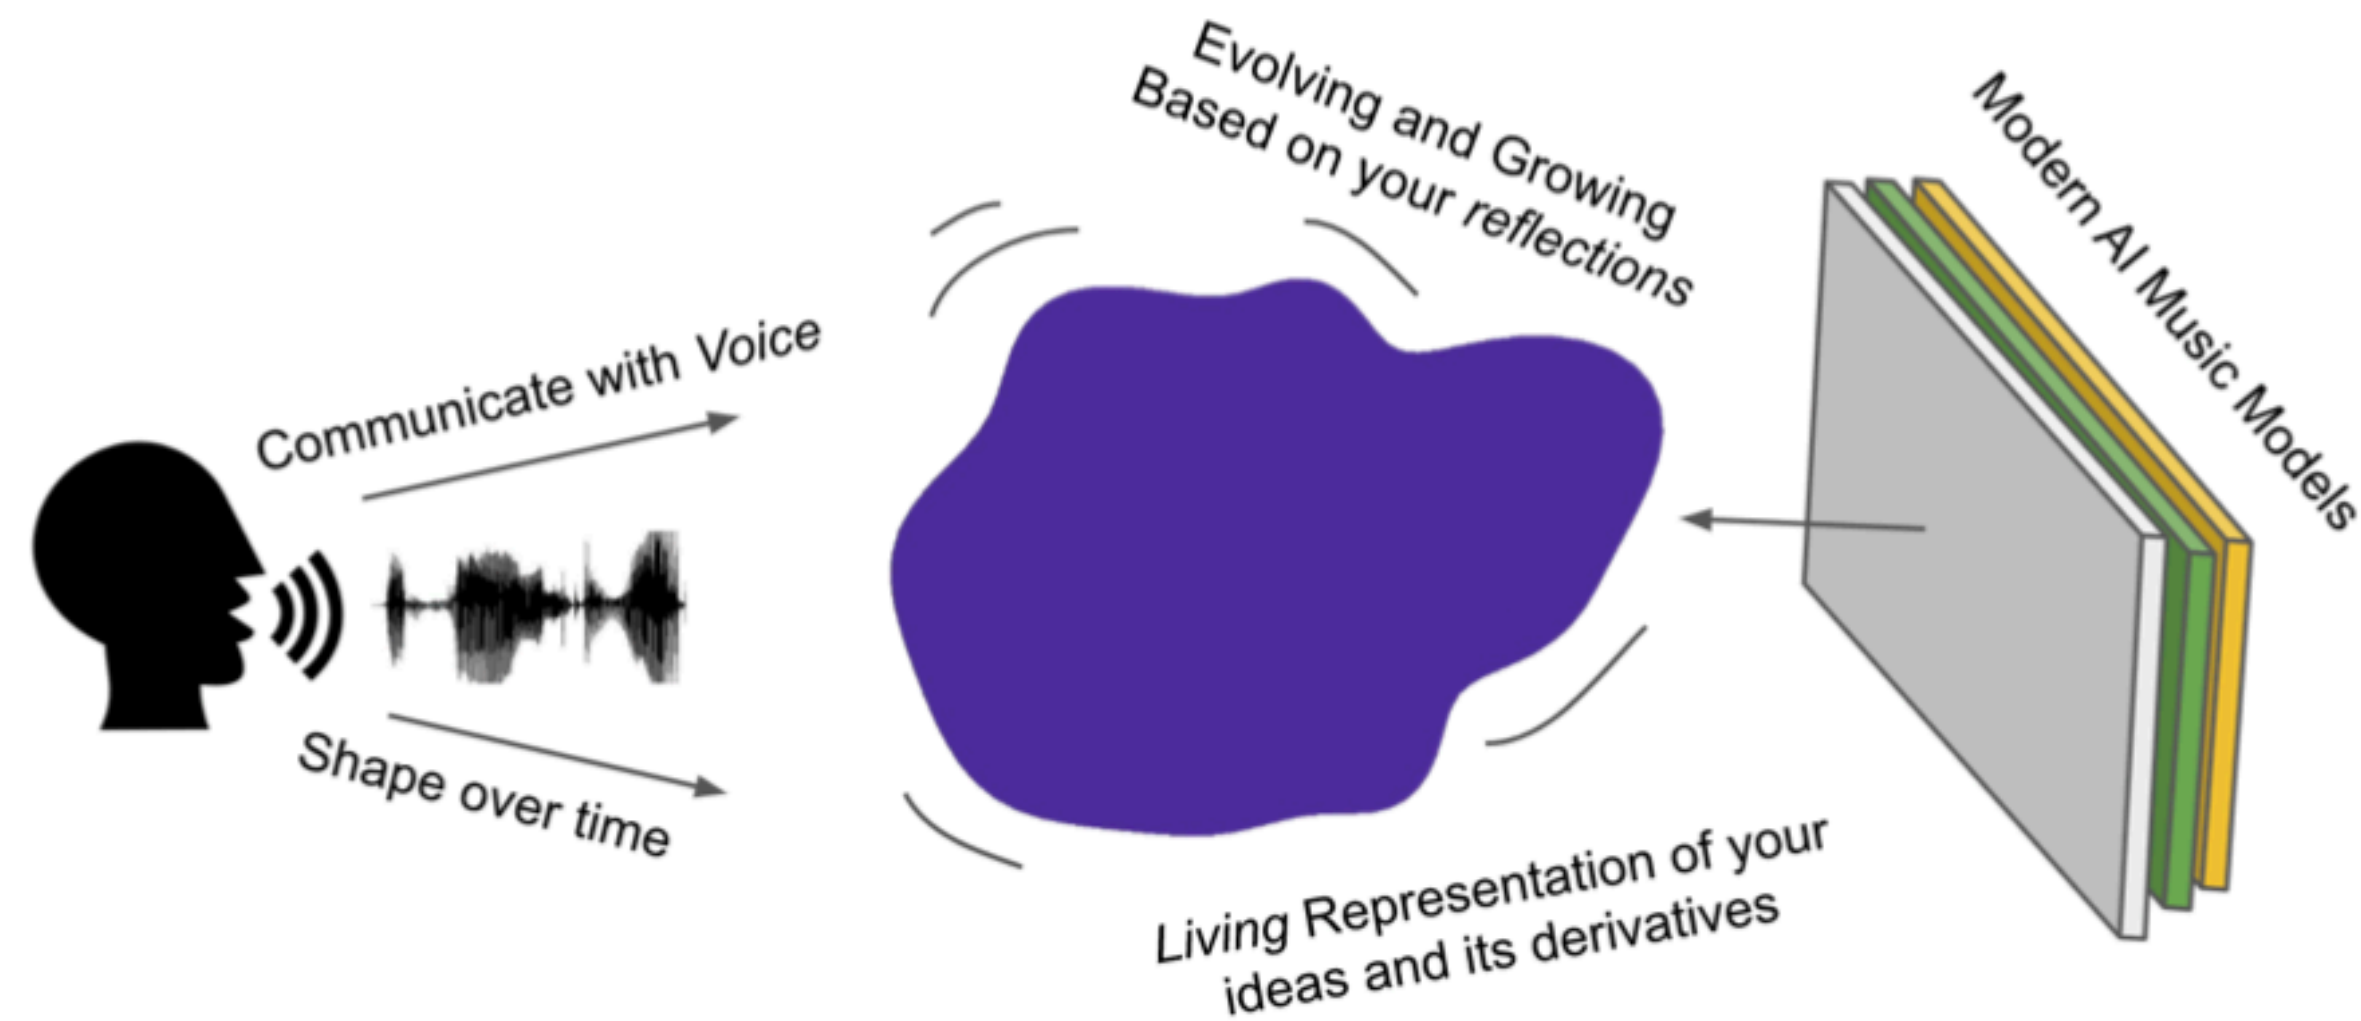 Evolving and Growing
Based on your reflections
Modern AI Music Models
Communicate with Voice
Shape over time
Living Representation of your
ideas and its derivatives